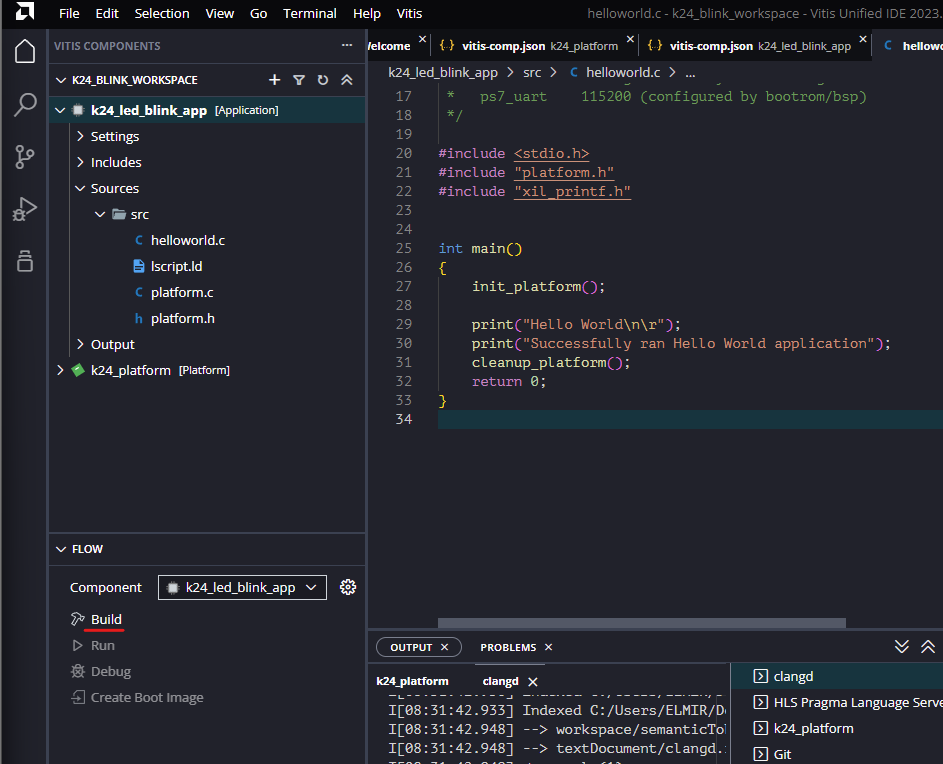 File Edit Selection View Go Terminal Help Vitis
helloworld.c - k24_blink_workspace - Vitis Unified IDE 2023.
VITIS COMPONENTS
K24_BLINK_WORKSPACE
k24_led_blink_app [Application]
Settings
Includes
Sources
src
helloworld.c
lscript.ld
platform.c
platform.h
Output
k24_platform [Platform]
FLOW
Component k24_led_blink_app
Build
Run
Debug
Create Boot Image
elcome
{..} vitis-comp.json k24_platform
{..} vitis-comp.json k24_led_blink_app
C hellow
k24_led_blink_app > src > C helloworld.c > ...
17 * ps7_uart 115200 (configured by bootrom/bsp)
18 */
19
20 #include <stdio.h>
21 #include "platform.h"
22 #include "xil_printf.h"
23
24
25 int main()
26 {
27 init_platform();
28
29 print("Hello World\n\r");
30 print("Successfully ran Hello World application");
31 cleanup_platform();
32 return 0;
33 }
34
OUTPUT PROBLEMS
k24_platform clangd
I[08:31:42.933] Indexed C:/Users/ELMIR/D
I[08:31:42.948] --> workspace/semanticTo
I[08:31:42.948] --> textDocument/clangd.
clangd
HLS Pragma Language Serve
k24_platform
Git